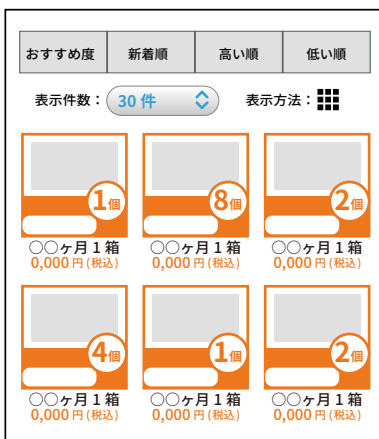 おすすめ度 新着順 高い順 低い順
表示件数： 30 件 表示方法：
1個 8個 2個
○○ヶ月 1 箱 ○○ヶ月 1 箱 ○○ヶ月 1 箱
0,000 円 (税込) 0,000 円 (税込) 0,000 円 (税込)
4個 1個 2個
○○ヶ月 1 箱 ○○ヶ月 1 箱 ○○ヶ月 1 箱
0,000 円 (税込) 0,000 円 (税込) 0,000 円 (税込)